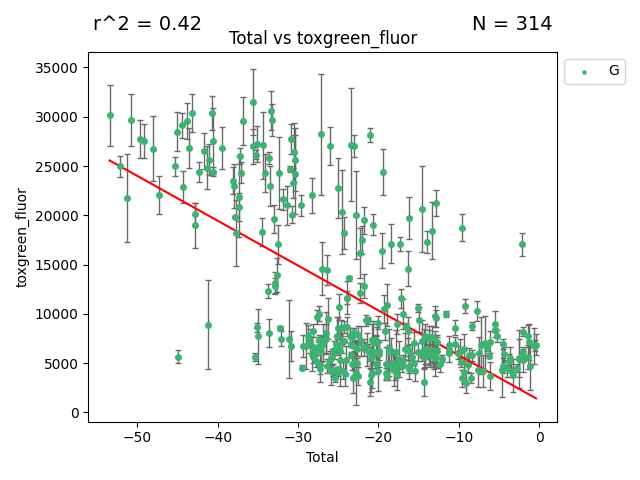 r^2 = 0.42 N = 314
Total vs toxgreen_fluor
G
35000
30000
25000
20000
15000
10000
5000
0
toxgreen_fluor
−50 −40 −30 −20 −10 0
Total